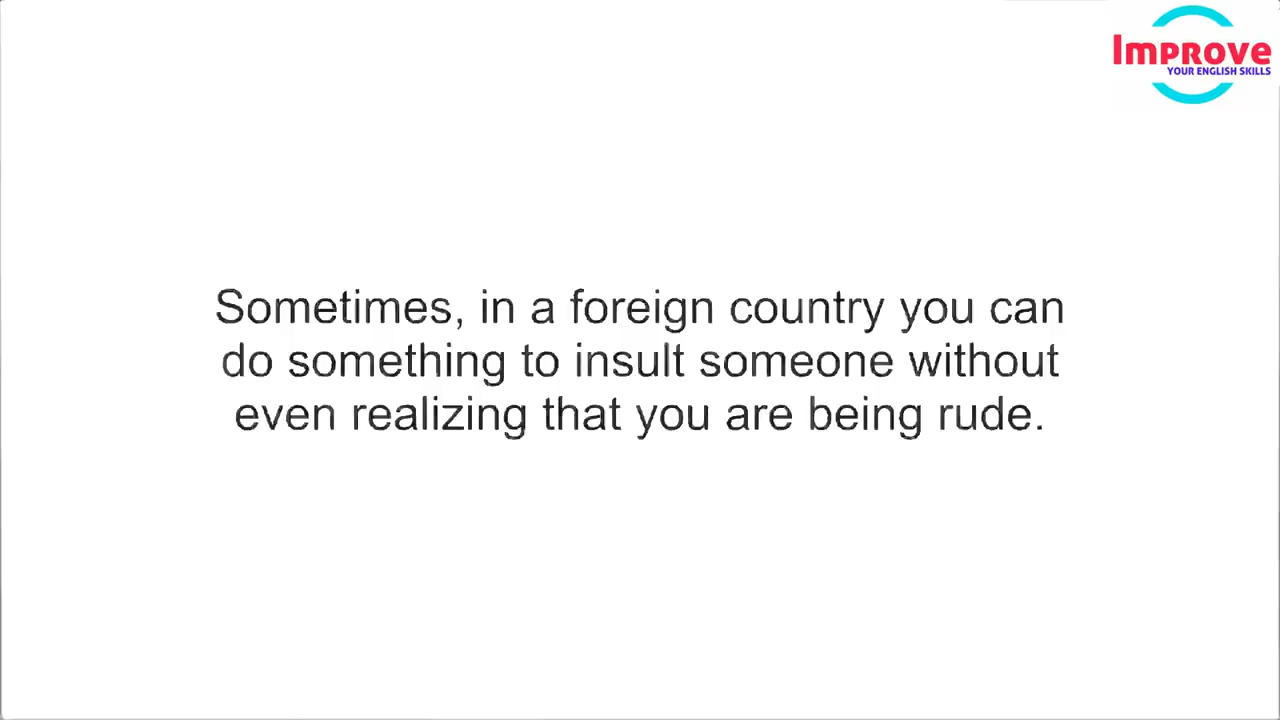 Improve
YOUR ENGLISH SKILLS
Sometimes, in a foreign country you can
do something to insult someone without
even realizing that you are being rude.